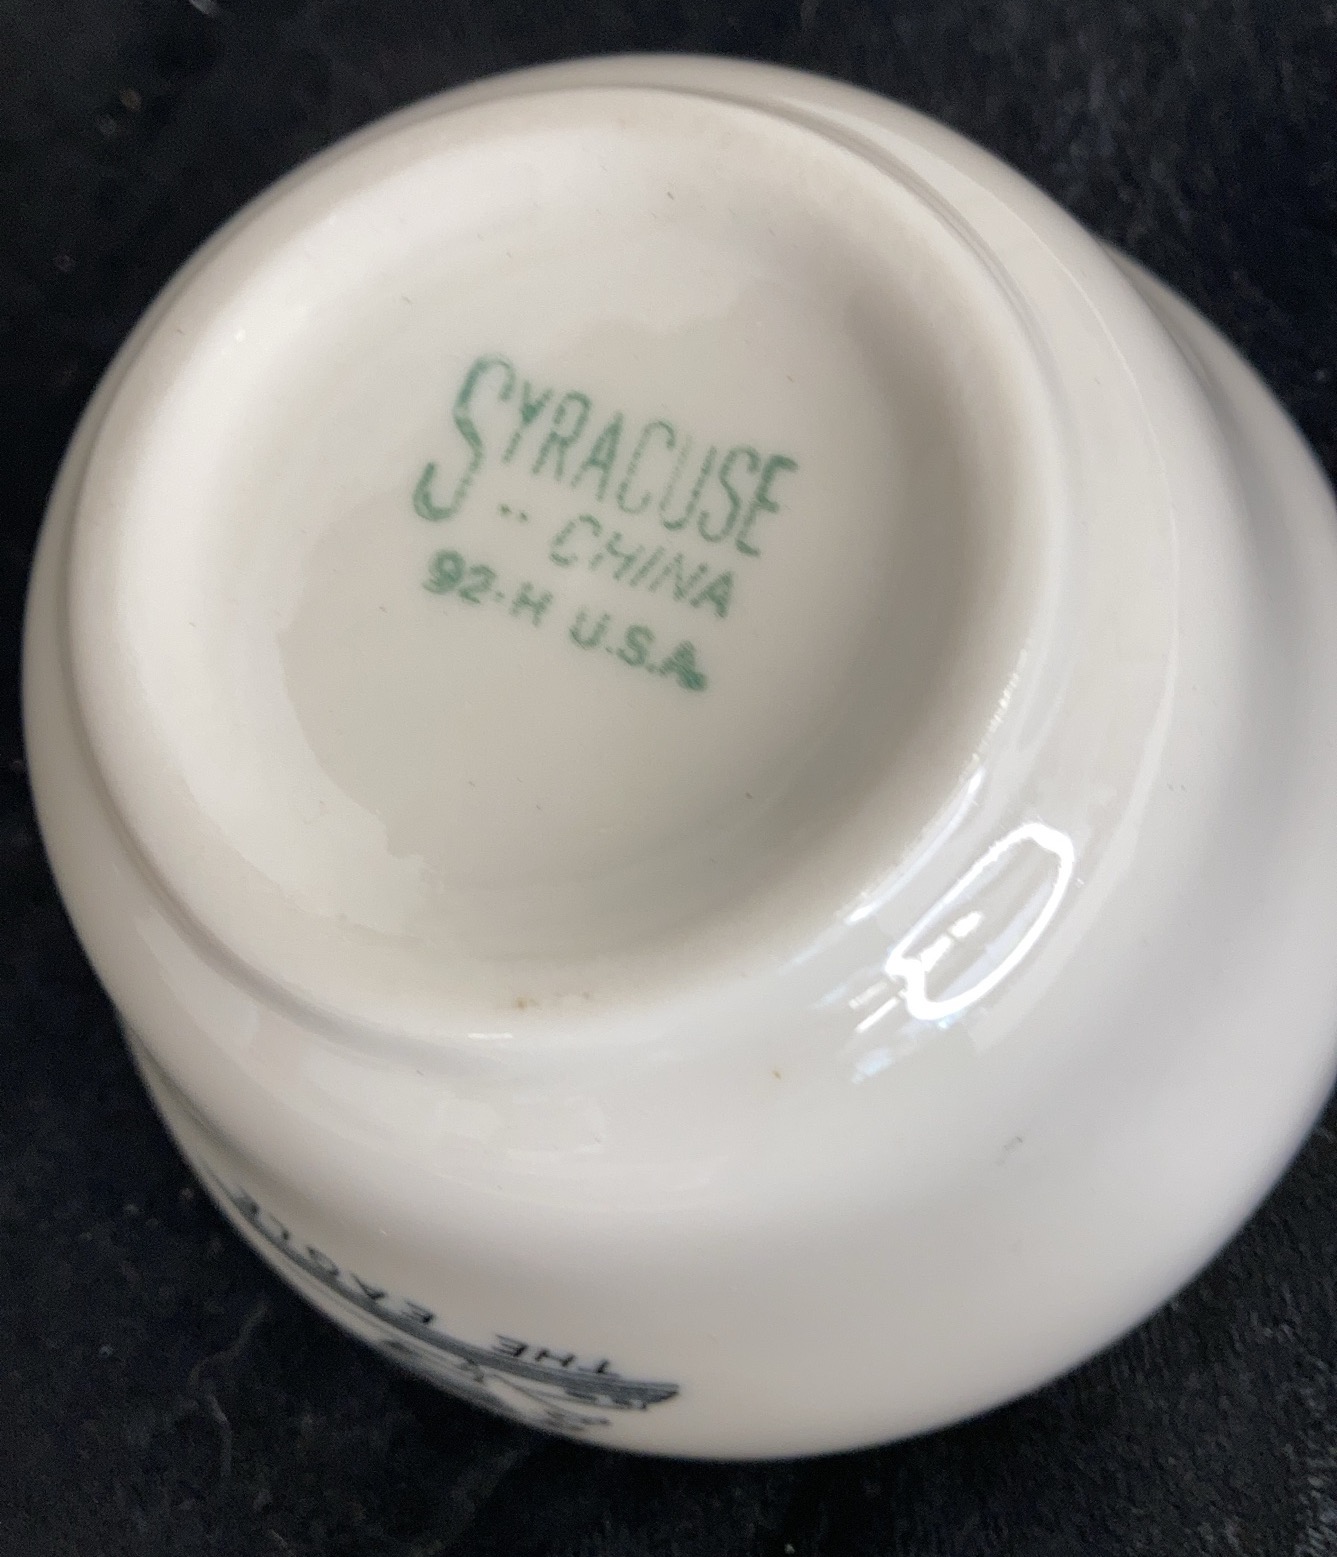 SYRACUSE
CHINA
92-H U.S.A.
THE EAGLE